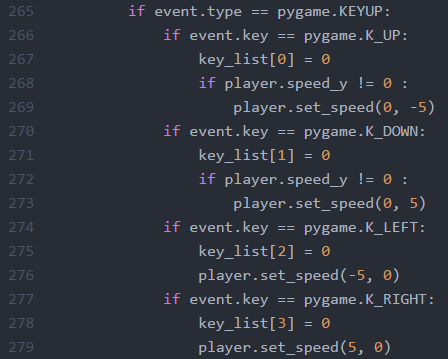 265 if event.type == pygame.KEYUP:
266 if event.key == pygame.K_UP:
267 key_list[0] = 0
268 if player.speed_y != 0 :
269 player.set_speed(0, -5)
270 if event.key == pygame.K_DOWN:
271 key_list[1] = 0
272 if player.speed_y != 0 :
273 player.set_speed(0, 5)
274 if event.key == pygame.K_LEFT:
275 key_list[2] = 0
276 player.set_speed(-5, 0)
277 if event.key == pygame.K_RIGHT:
278 key_list[3] = 0
279 player.set_speed(5, 0)